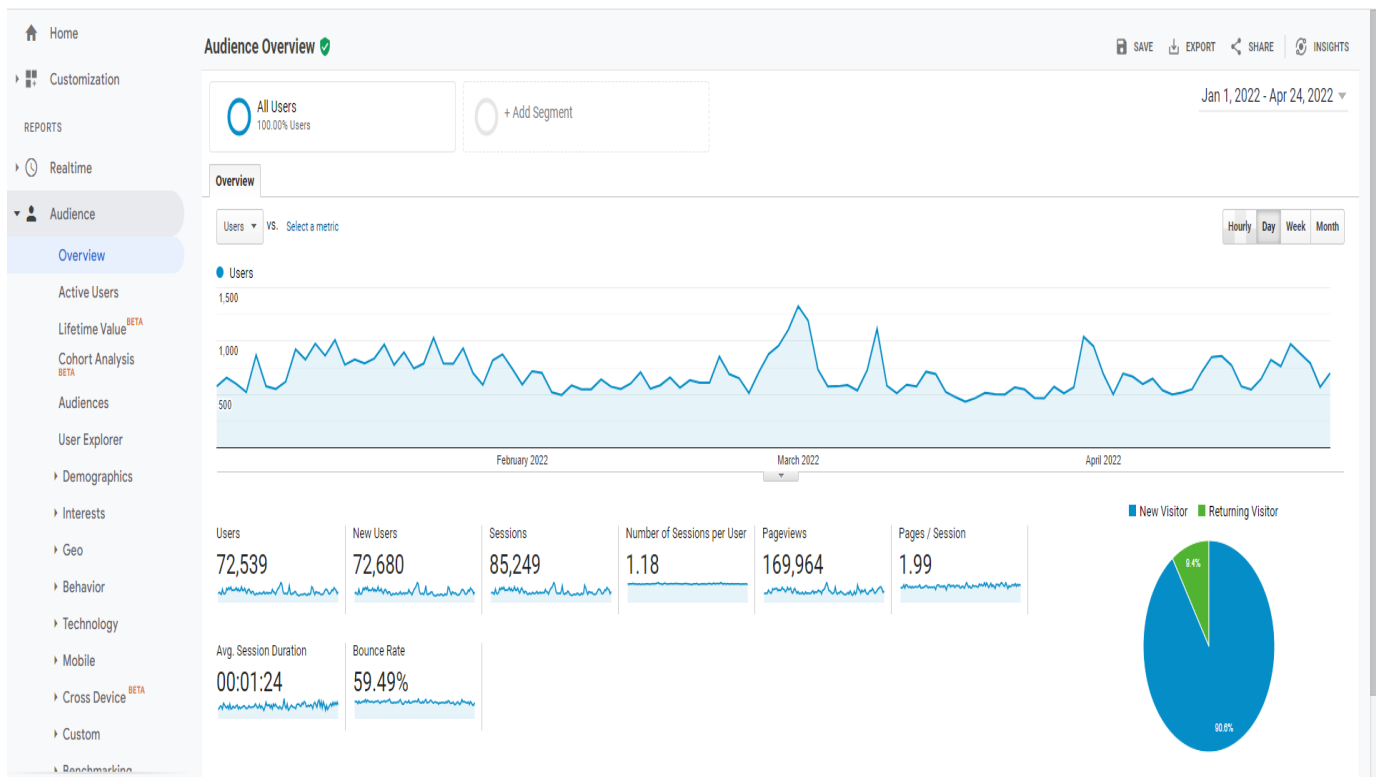 Home
Customization
REPORTS
Realtime
Audience
Overview
Active Users
Lifetime Value BETA
Cohort Analysis
BETA
Audiences
User Explorer
Demographics
Interests
Geo
Behavior
Technology
Mobile
Cross Device BETA
Custom
Benchmarking
Audience Overview
SAVE EXPORT SHARE INSIGHTS
All Users
100.00% Users
+ Add Segment
Jan 1, 2022 - Apr 24, 2022
Overview
Users VS. Select a metric
Hourly Day Week Month
Users
1,500
1,000
500
February 2022 March 2022 April 2022
New Visitor Returning Visitor
Users New Users Sessions Number of Sessions per User Pageviews Pages / Session
72,539 72,680 85,249 1.18 169,964 1.99
9.4%
Avg. Session Duration Bounce Rate
00:01:24 59.49%
90.6%